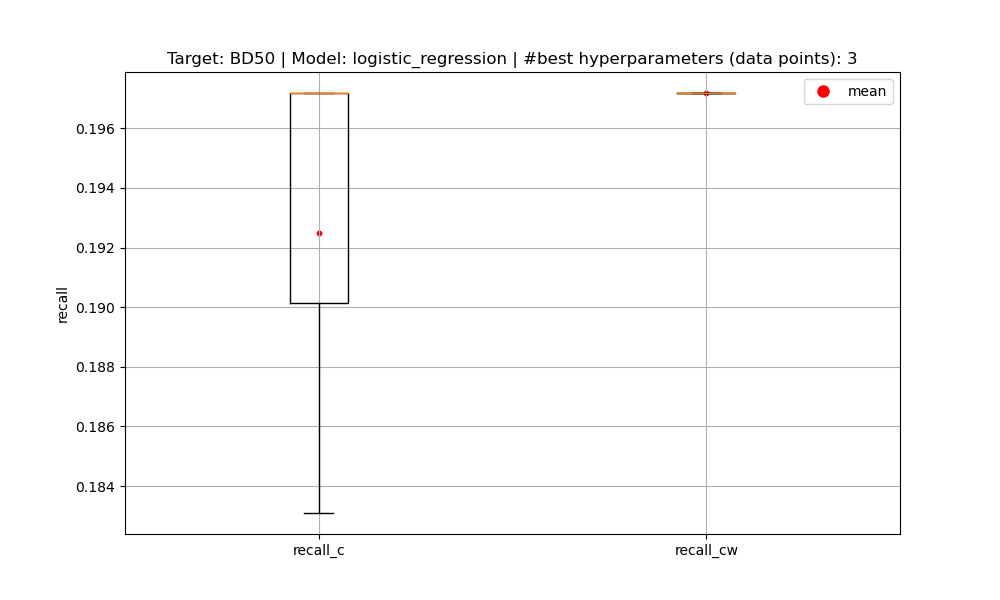 Target: BD50 | Model: logistic_regression | #best hyperparameters (data points): 3
mean
0.196
0.194
0.192
0.190
0.188
0.186
0.184
recall
recall_c
recall_cw